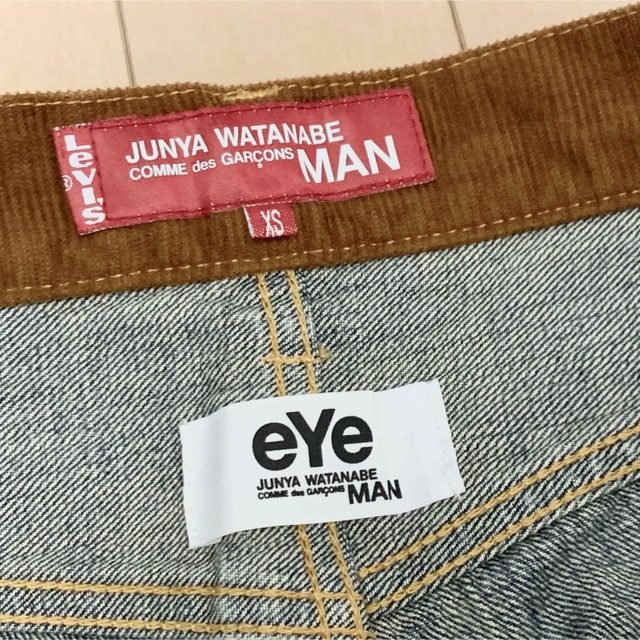 Levi's
®
JUNYA WATANABE
COMME des GARÇONS MAN
XS
eYe
JUNYA WATANABE
COMME des GARÇONS MAN